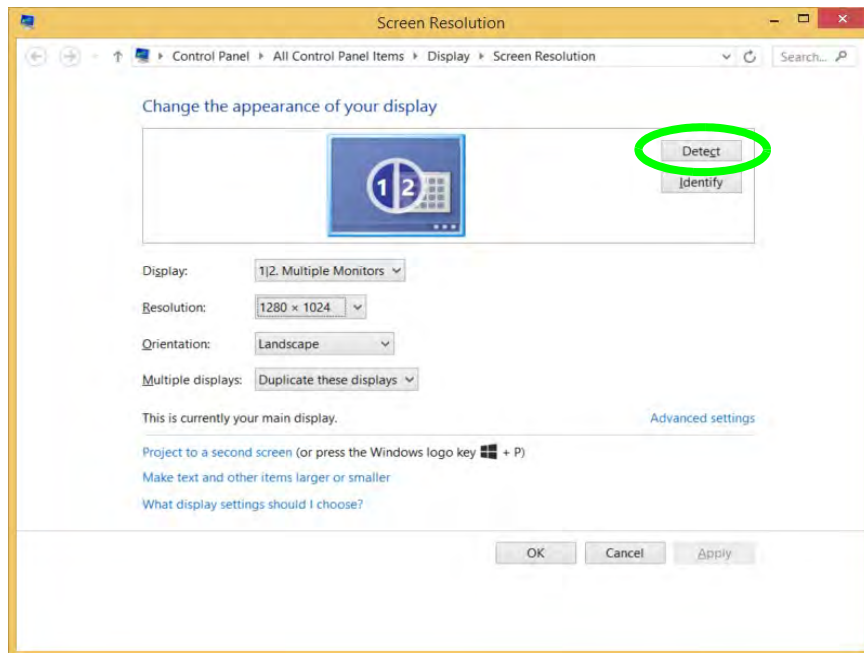 Screen Resolution
Control Panel All Control Panel Items Display Screen Resolution Search...
Change the appearance of your display
Detect
1 2
Identify
Display: 1|2. Multiple Monitors
Resolution: 1280 × 1024
Orientation: Landscape
Multiple displays: Duplicate these displays
This is currently your main display. Advanced settings
Project to a second screen (or press the Windows logo key + P)
Make text and other items larger or smaller
What display settings should I choose?
OK Cancel Apply